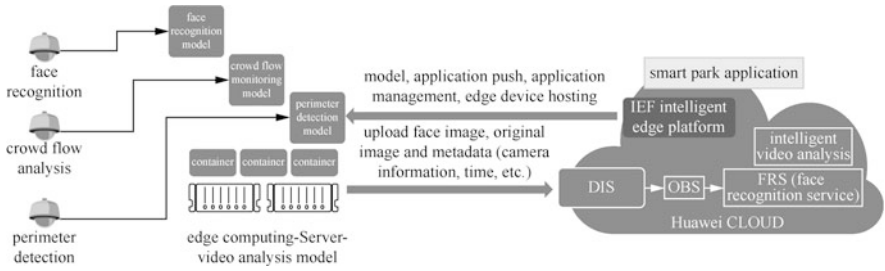 face
recognition
model
face
recognition
crowd flow
monitoring
model
crowd flow
analysis
perimeter
detection
model
perimeter
detection
container
container
container
edge computing-Server-
video analysis model
model, application push, application
management, edge device hosting
upload face image, original
image and metadata (camera
information, time, etc.)
smart park application
IEF intelligent
edge platform
intelligent
video analysis
DIS
OBS
FRS (face
recognition service)
Huawei CLOUD